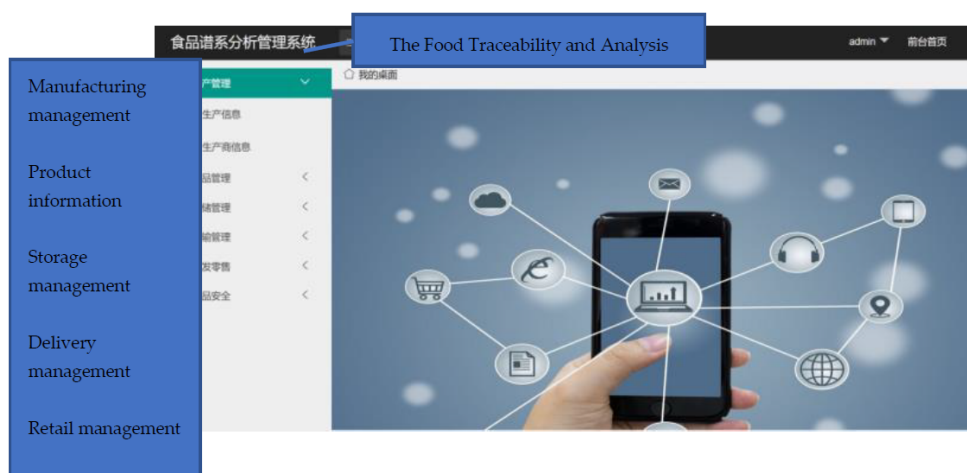 食品谱系分析管理系统
The Food Traceability and Analysis
admin
前台首页
我的桌面
产管理
生产信息
生产商信息
品管理
储管理
输管理
发零售
品安全
Manufacturing
management
Product
information
Storage
management
Delivery
management
Retail management